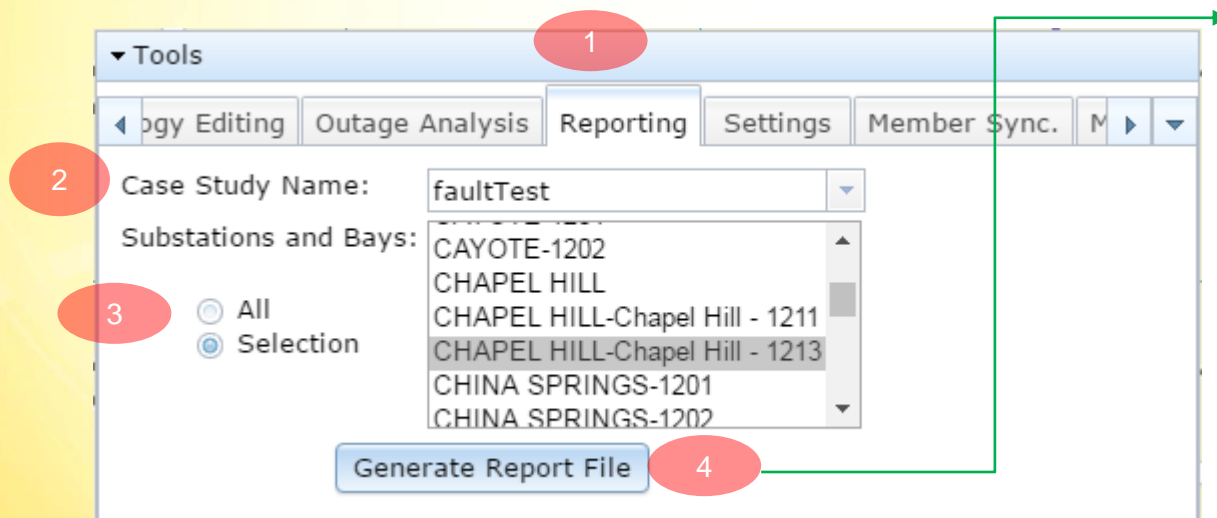 1
Tools
ogy Editing Outage Analysis Reporting Settings Member Sync. M
2
Case Study Name: faultTest
Substations and Bays:
CAYOTE-1202
CHAPEL HILL
3
All
CHAPEL HILL-Chapel Hill - 1211
Selection
CHAPEL HILL-Chapel Hill - 1213
CHINA SPRINGS-1201
CHINA SPRINGS-1202
Generate Report File 4